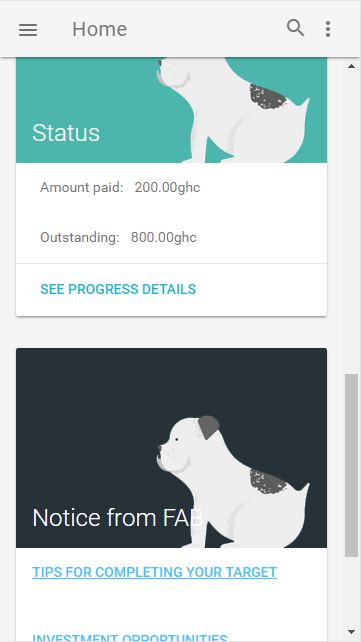 Home
Status
Amount paid: 200.00ghc
Outstanding: 800.00ghc
SEE PROGRESS DETAILS
Notice from FAB
TIPS FOR COMPLETING YOUR TARGET
INVESTMENT OPPORTUNITIES